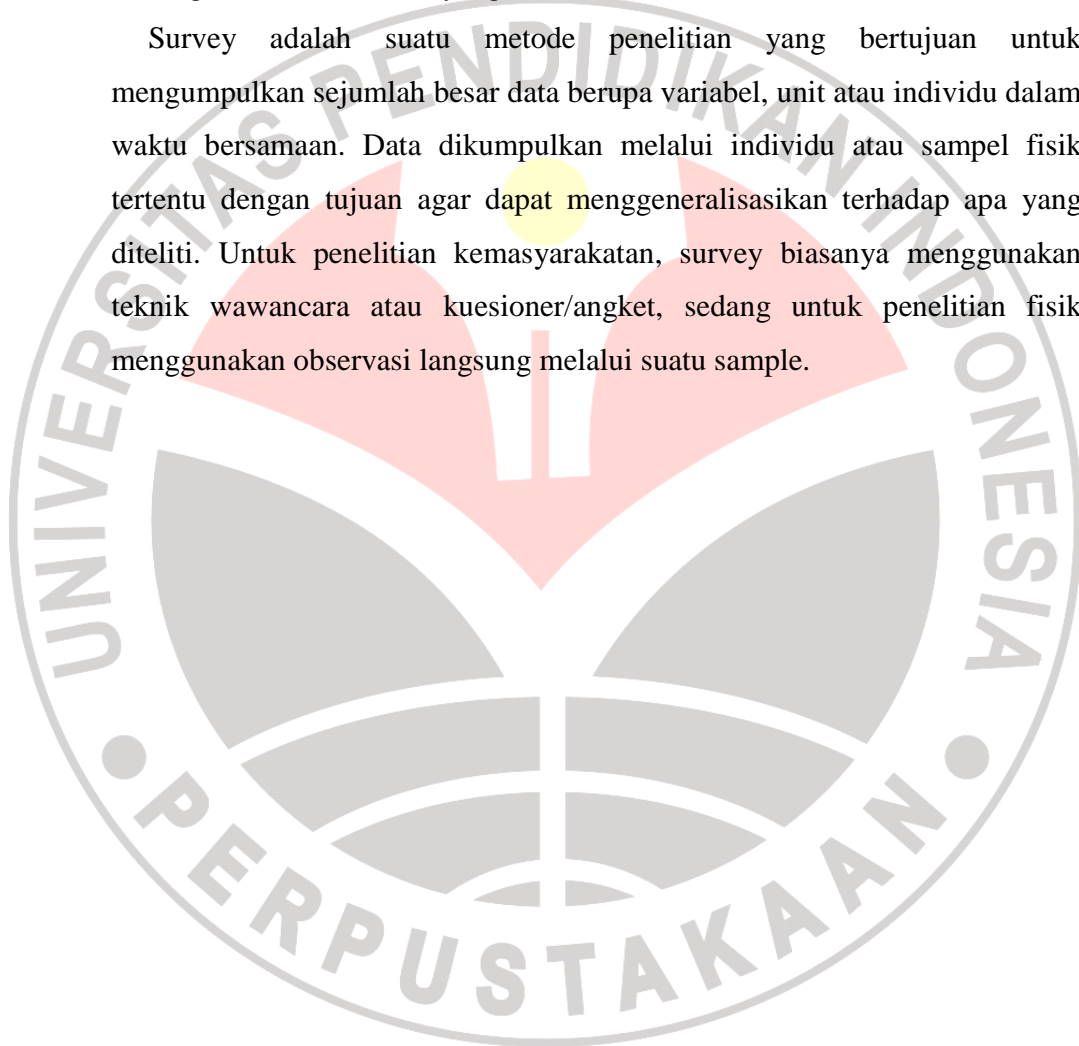 Survey adalah suatu metode penelitian yang bertujuan untuk
mengumpulkan sejumlah besar data berupa variabel, unit atau individu dalam
waktu bersamaan. Data dikumpulkan melalui individu atau sampel fisik
tertentu dengan tujuan agar dapat menggeneralisasikan terhadap apa yang
diteliti. Untuk penelitian kemasyarakatan, survey biasanya menggunakan
teknik wawancara atau kuesioner/angket, sedang untuk penelitian fisik
menggunakan observasi langsung melalui suatu sample.
UNIVERSITAS PENDIDIKAN INDONESIA
PERPUSTAKAAN